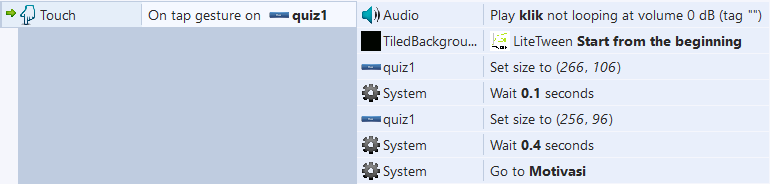 Touch On tap gesture on quiz1 Audio Play klik not looping at volume 0 dB (tag "")
TiledBackgrou... LiteTween Start from the beginning
quiz1 Set size to (266, 106)
System Wait 0.1 seconds
quiz1 Set size to (256, 96)
System Wait 0.4 seconds
System Go to Motivasi